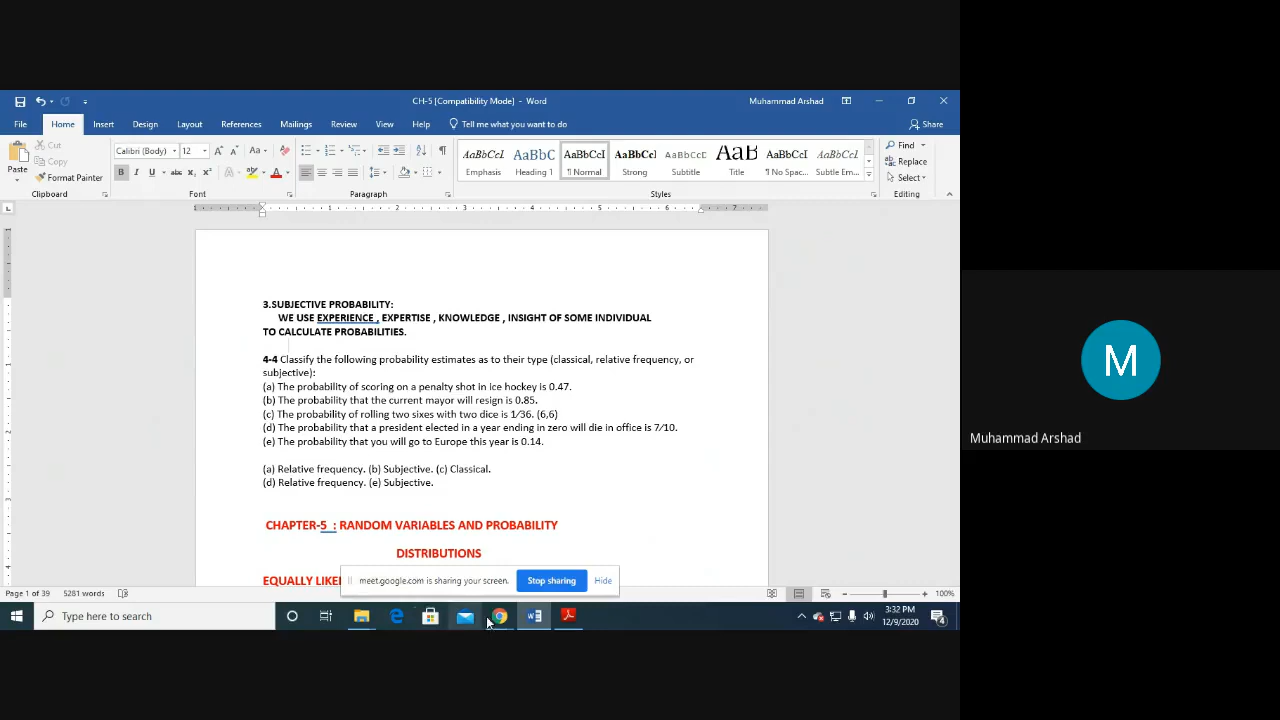 CH-5 [Compatibility Mode] - Word
Muhammad Arshad
File Home Insert Design Layout References Mailings Review View Help Tell me what you want to do Share
Cut
Copy
Format Painter
Paste
Calibri (Body) 12
AaBbCcI AaBbC AaBbCcI AaBbCcI AaBbCcC AaB AaBbCcI AaBbCcI
Emphasis Heading 1 ¶ Normal Strong Subtitle Title ¶ No Spac... Subtle Em...
Find
Replace
Select
Clipboard Font Paragraph Styles Editing
3.SUBJECTIVE PROBABILITY:
WE USE EXPERIENCE , EXPERTISE , KNOWLEDGE , INSIGHT OF SOME INDIVIDUAL
TO CALCULATE PROBABILITIES.
4-4 Classify the following probability estimates as to their type (classical, relative frequency, or
subjective):
(a) The probability of scoring on a penalty shot in ice hockey is 0.47.
(b) The probability that the current mayor will resign is 0.85.
(c) The probability of rolling two sixes with two dice is 1⁄36. (6,6)
(d) The probability that a president elected in a year ending in zero will die in office is 7⁄10.
(e) The probability that you will go to Europe this year is 0.14.
(a) Relative frequency. (b) Subjective. (c) Classical.
(d) Relative frequency. (e) Subjective.
CHAPTER-5 : RANDOM VARIABLES AND PROBABILITY
DISTRIBUTIONS
EQUALLY
meet.google.com is sharing your screen. Stop sharing Hide
Page 1 of 39 5281 words 100%
Type here to search
3:32 PM
12/9/2020
4
M
Muhammad Arshad